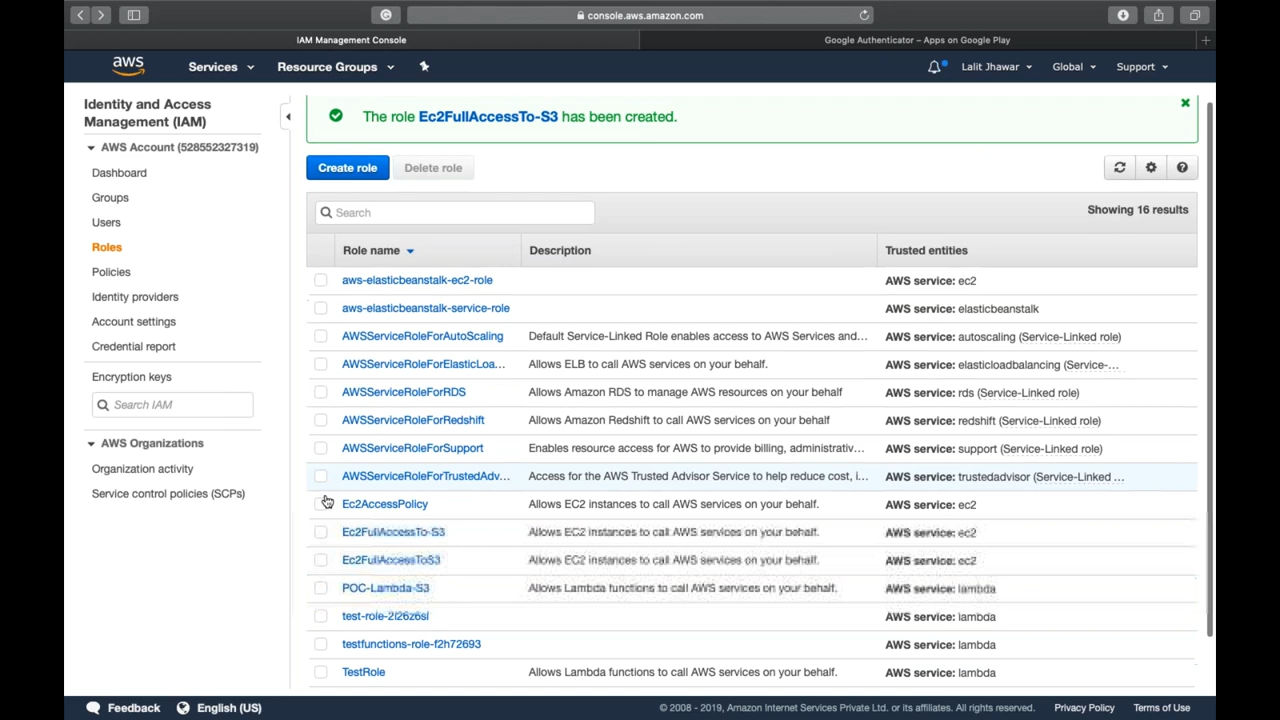 console.aws.amazon.com
IAM Management Console
Google Authenticator – Apps on Google Play
aws
Services
Resource Groups
Lalit Jhawar
Global
Support
Identity and Access
Management (IAM)
AWS Account (528552327319)
Dashboard
Groups
Users
Roles
Policies
Identity providers
Account settings
Credential report
Encryption keys
Search IAM
AWS Organizations
Organization activity
Service control policies (SCPs)
The role Ec2FullAccessTo-S3 has been created.
Create role
Delete role
Search
Showing 16 results
Role name Description Trusted entities
aws-elasticbeanstalk-ec2-role AWS service: ec2
aws-elasticbeanstalk-service-role AWS service: elasticbeanstalk
AWSServiceRoleForAutoScaling Default Service-Linked Role enables access to AWS Services and... AWS service: autoscaling (Service-Linked role)
AWSServiceRoleForElasticLoa... Allows ELB to call AWS services on your behalf. AWS service: elasticloadbalancing (Service-...
AWSServiceRoleForRDS Allows Amazon RDS to manage AWS resources on your behalf AWS service: rds (Service-Linked role)
AWSServiceRoleForRedshift Allows Amazon Redshift to call AWS services on your behalf AWS service: redshift (Service-Linked role)
AWSServiceRoleForSupport Enables resource access for AWS to provide billing, administrativ... AWS service: support (Service-Linked role)
AWSServiceRoleForTrustedAdv... Access for the AWS Trusted Advisor Service to help reduce cost, i... AWS service: trustedadvisor (Service-Linked ...
Ec2AccessPolicy Allows EC2 instances to call AWS services on your behalf. AWS service: ec2
Ec2FullAccessTo-S3 Allows EC2 instances to call AWS services on your behalf. AWS service: ec2
Ec2FullAccessToS3 Allows EC2 instances to call AWS services on your behalf. AWS service: ec2
POC-Lambda-S3 Allows Lambda functions to call AWS services on your behalf. AWS service: lambda
test-role-2l26z6sl AWS service: lambda
testfunctions-role-f2h72693 AWS service: lambda
TestRole Allows Lambda functions to call AWS services on your behalf. AWS service: lambda
Feedback
English (US)
© 2008 - 2019, Amazon Internet Services Private Ltd. or its affiliates. All rights reserved.
Privacy Policy
Terms of Use